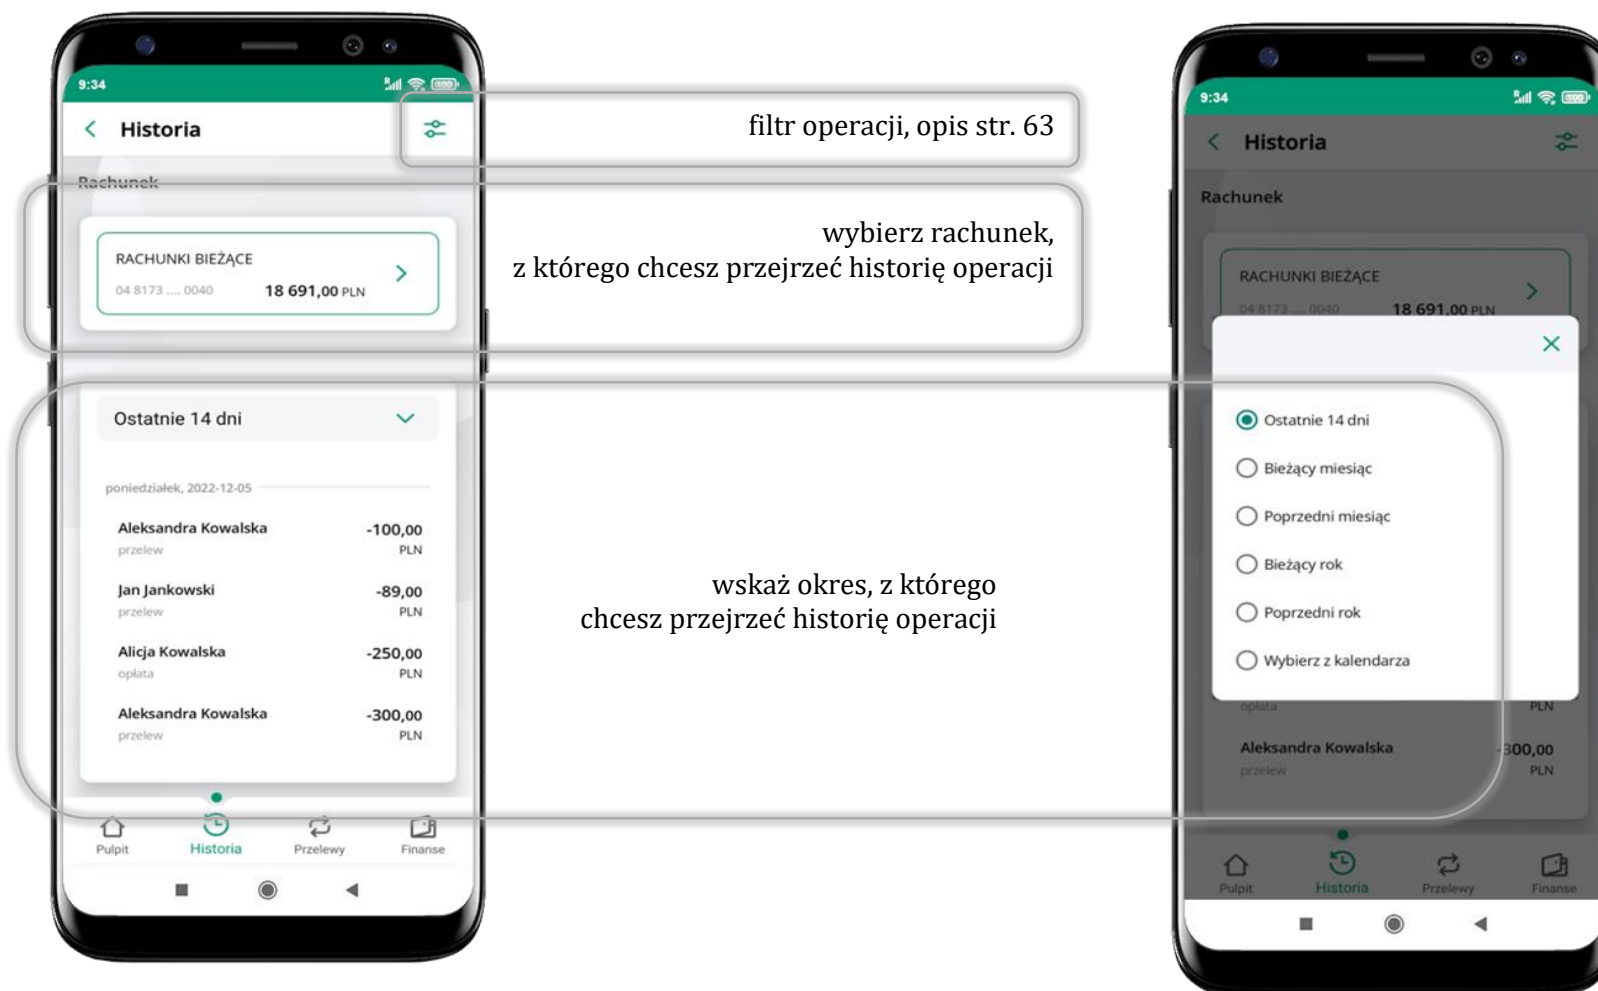 9:34
Historia
filtr operacji, opis str. 63
Rachunek
wybierz rachunek,
z którego chcesz przejrzeć historię operacji
RACHUNKI BIEŻĄCE
04 8173 .... 0040 18 691,00 PLN
Ostatnie 14 dni
poniedziałek, 2022-12-05
Aleksandra Kowalska -100,00
przelew PLN
Jan Jankowski -89,00
przelew PLN
Alicja Kowalska -250,00
opłata PLN
Aleksandra Kowalska -300,00
przelew PLN
wskaż okres, z którego
chcesz przejrzeć historię operacji
Pulpit Historia Przelewy Finanse
9:34
Historia
Rachunek
RACHUNKI BIEŻĄCE
04 8173 .... 0040 18 691,00 PLN
Ostatnie 14 dni
Bieżący miesiąc
Poprzedni miesiąc
Bieżący rok
Poprzedni rok
Wybierz z kalendarza
opłata PLN
Aleksandra Kowalska -300,00
przelew PLN
Pulpit Historia Przelewy Finanse